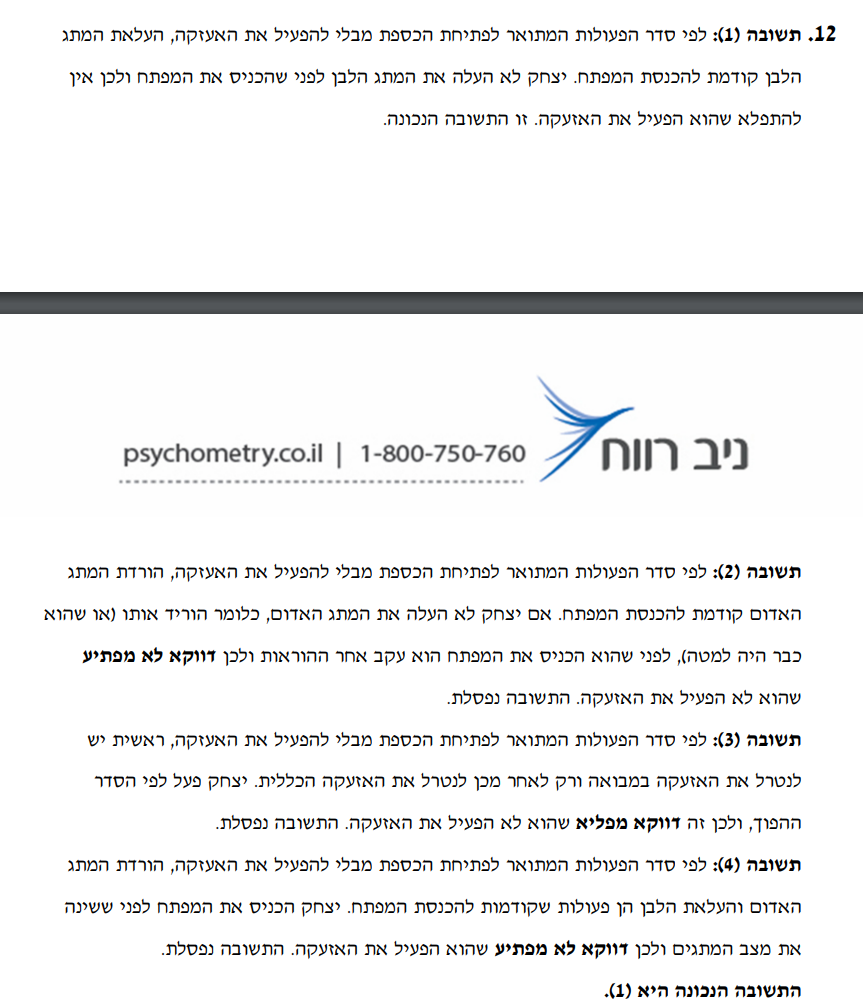 12. תשובה (1): לפי סדר הפעולות המתואר לפתיחת הכספת מבלי להפעיל את האעזקה, העלאת המתג
הלבן קודמת להכנסת המפתח. יצחק לא העלה את המתג הלבן לפני שהכניס את המפתח ולכן אין
להתפלא שהוא הפעיל את האזעקה. זו התשובה הנכונה.
ניב רווח
psychometry.co.il | 1-800-750-760
תשובה (2): לפי סדר הפעולות המתואר לפתיחת הכספת מבלי להפעיל את האעזקה, הורדת המתג
האדום קודמת להכנסת המפתח. אם יצחק לא העלה את המתג האדום, כלומר הוריד אותו (או שהוא
כבר היה למטה), לפני שהוא הכניס את המפתח הוא עקב אחר ההוראות ולכן דווקא לא מפתיע
שהוא לא הפעיל את האזעקה. התשובה נפסלת.
תשובה (3): לפי סדר הפעולות המתואר לפתיחת הכספת מבלי להפעיל את האעזקה, ראשית יש
לנטרל את האזעקה במבואה ורק לאחר מכן לנטרל את האזעקה הכללית. יצחק פעל לפי הסדר
ההפוך, ולכן זה דווקא מפליא שהוא לא הפעיל את האזעקה. התשובה נפסלת.
תשובה (4): לפי סדר הפעולות המתואר לפתיחת הכספת מבלי להפעיל את האעזקה, הורדת המתג
האדום והעלאת הלבן הן פעולות שקודמות להכנסת המפתח. יצחק הכניס את המפתח לפני ששינה
את מצב המתגים ולכן דווקא לא מפתיע שהוא הפעיל את האזעקה. התשובה נפסלת.
התשובה הנכונה היא (1).